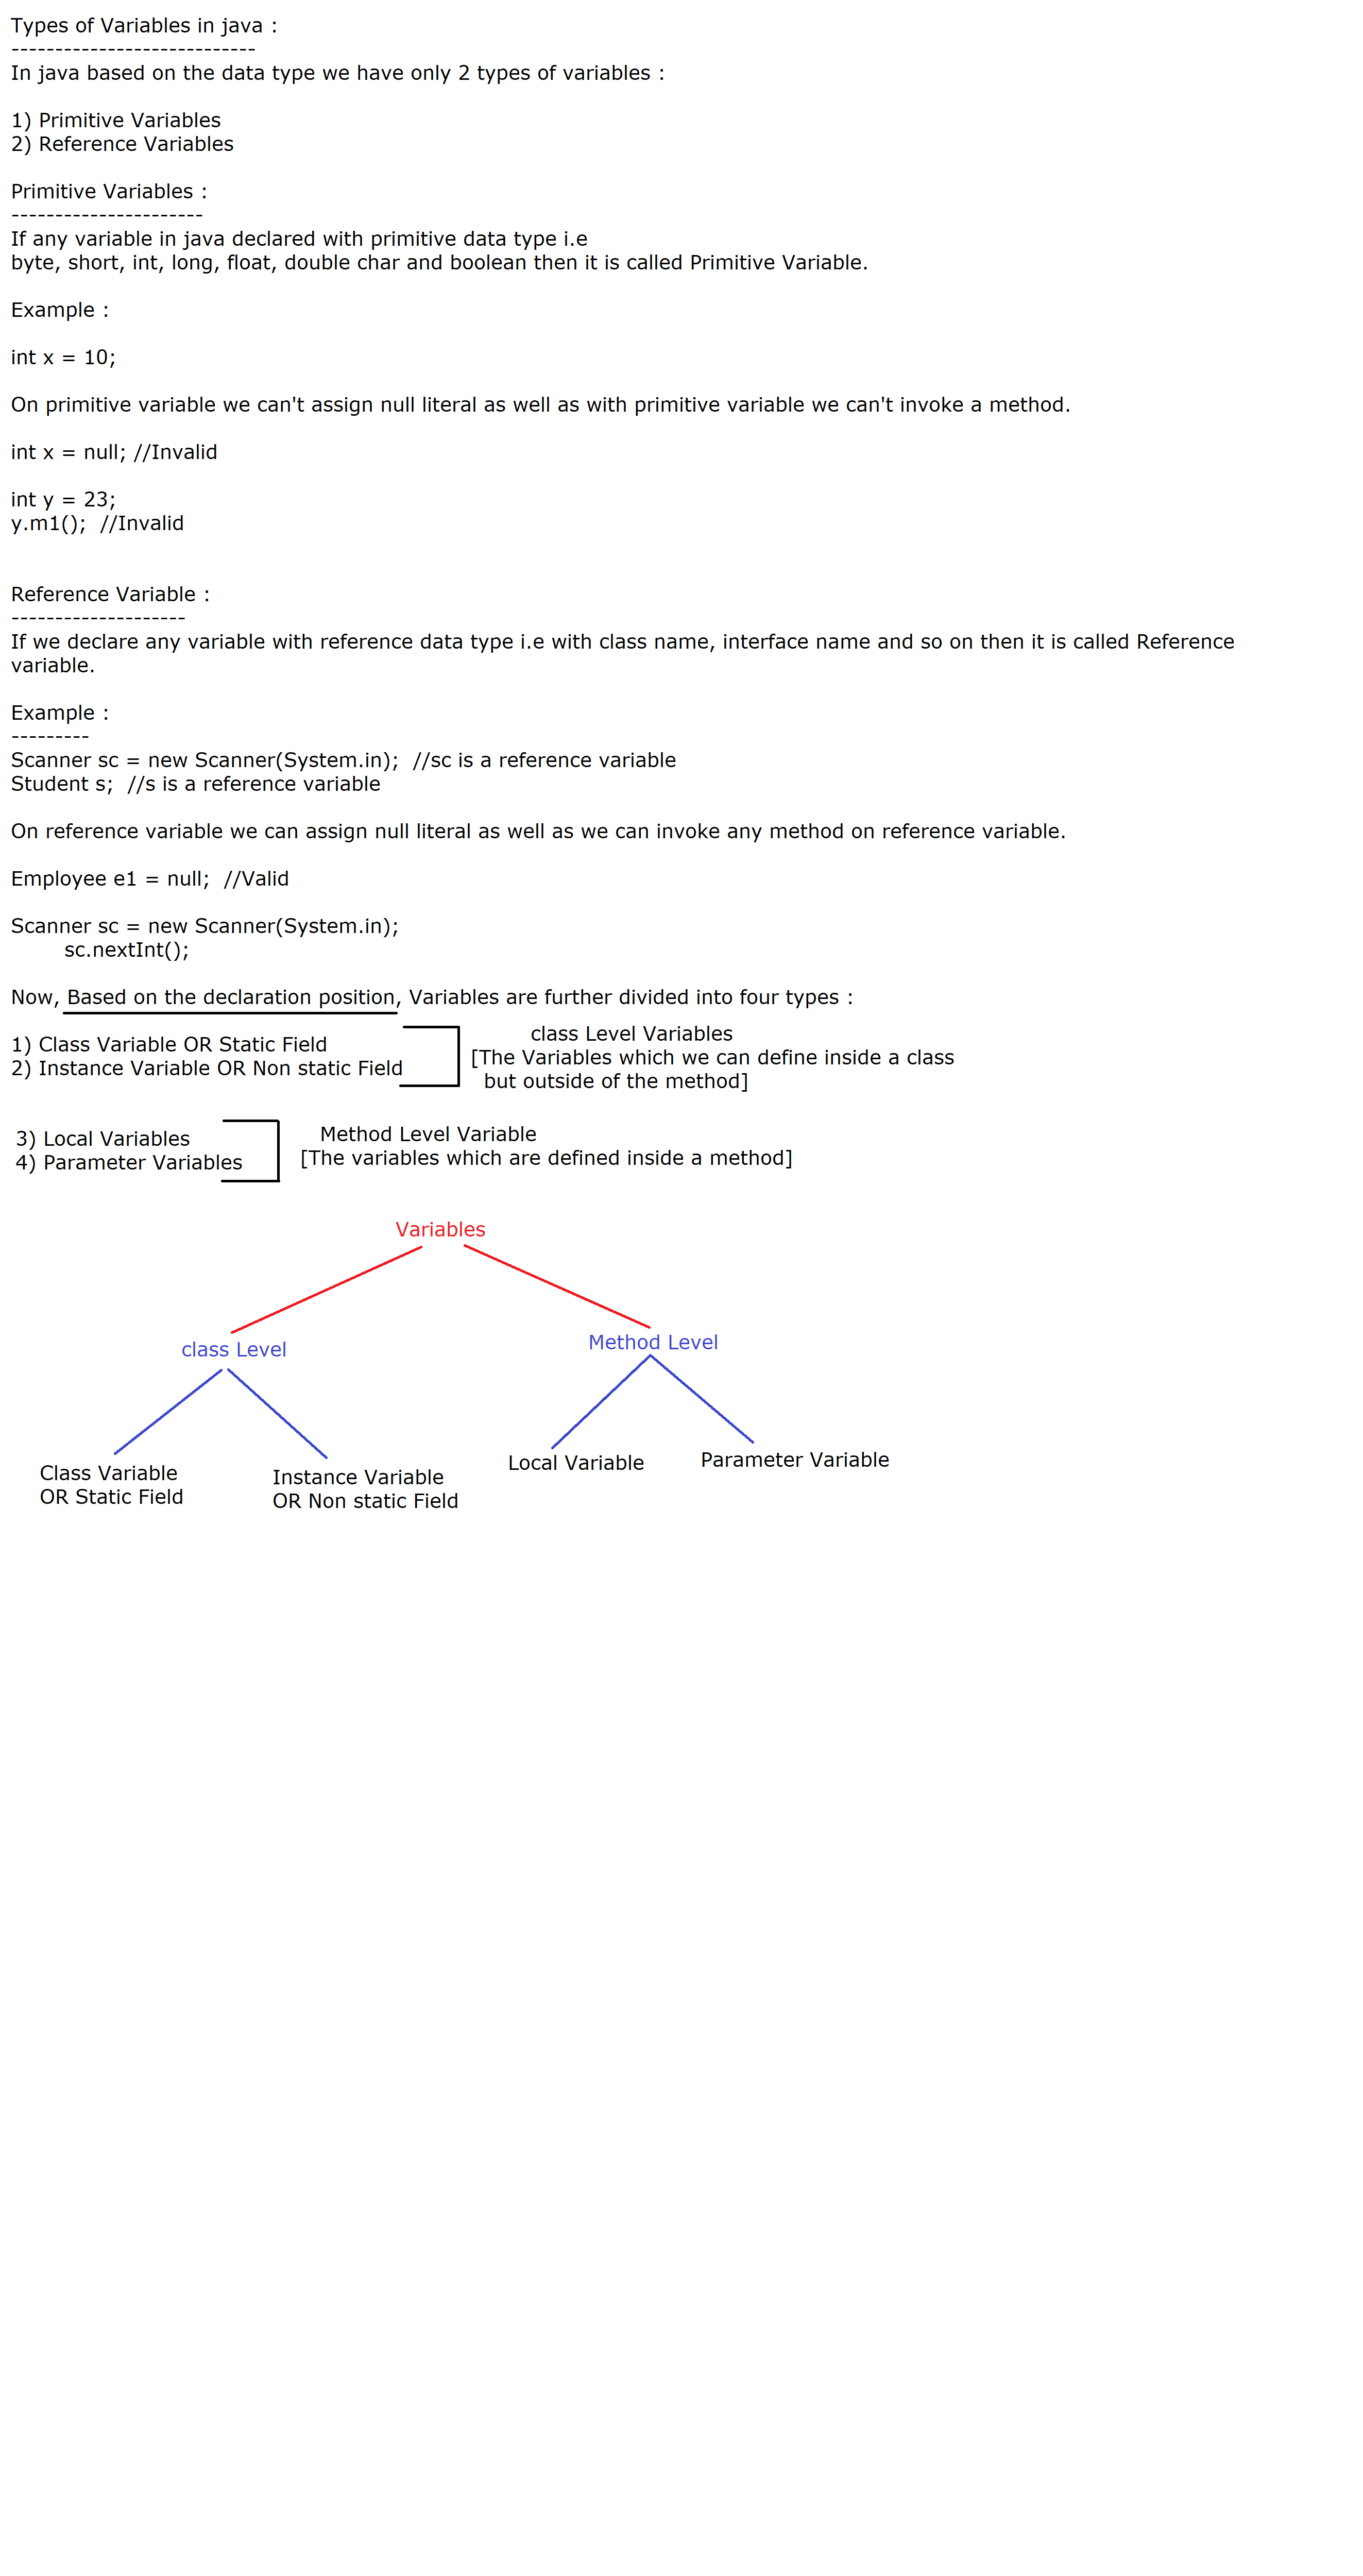 Types of Variables in java :
----------------------------
In java based on the data type we have only 2 types of variables :
1) Primitive Variables
2) Reference Variables
Primitive Variables :
----------------------
If any variable in java declared with primitive data type i.e
byte, short, int, long, float, double char and boolean then it is called Primitive Variable.
Example :
int x = 10;
On primitive variable we can't assign null literal as well as with primitive variable we can't invoke a method.
int x = null; //Invalid
int y = 23;
y.m1();  //Invalid
Reference Variable :
--------------------
If we declare any variable with reference data type i.e with class name, interface name and so on then it is called Reference
variable.
Example :
---------
Scanner sc = new Scanner(System.in);  //sc is a reference variable
Student s;  //s is a reference variable
On reference variable we can assign null literal as well as we can invoke any method on reference variable.
Employee e1 = null;  //Valid
Scanner sc = new Scanner(System.in);
sc.nextInt();
Now, Based on the declaration position, Variables are further divided into four types :
1) Class Variable OR Static Field
2) Instance Variable OR Non static Field
class Level Variables
[The Variables which we can define inside a class
but outside of the method]
3) Local Variables
4) Parameter Variables
Method Level Variable
[The variables which are defined inside a method]
Variables
class Level
Method Level
Class Variable
OR Static Field
Instance Variable
OR Non static Field
Local Variable
Parameter Variable